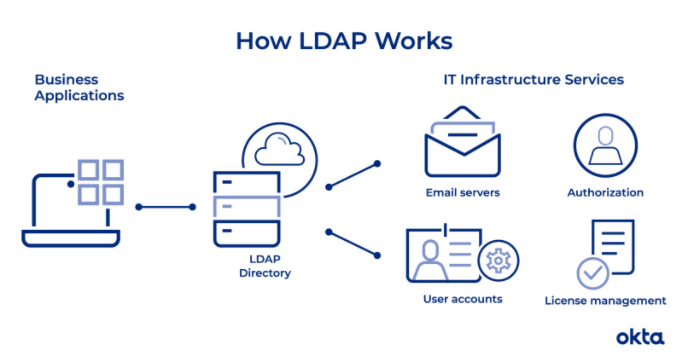 How LDAP Works
Business
Applications
IT Infrastructure Services
LDAP
Directory
Email servers
Authorization
User accounts
License management
okta